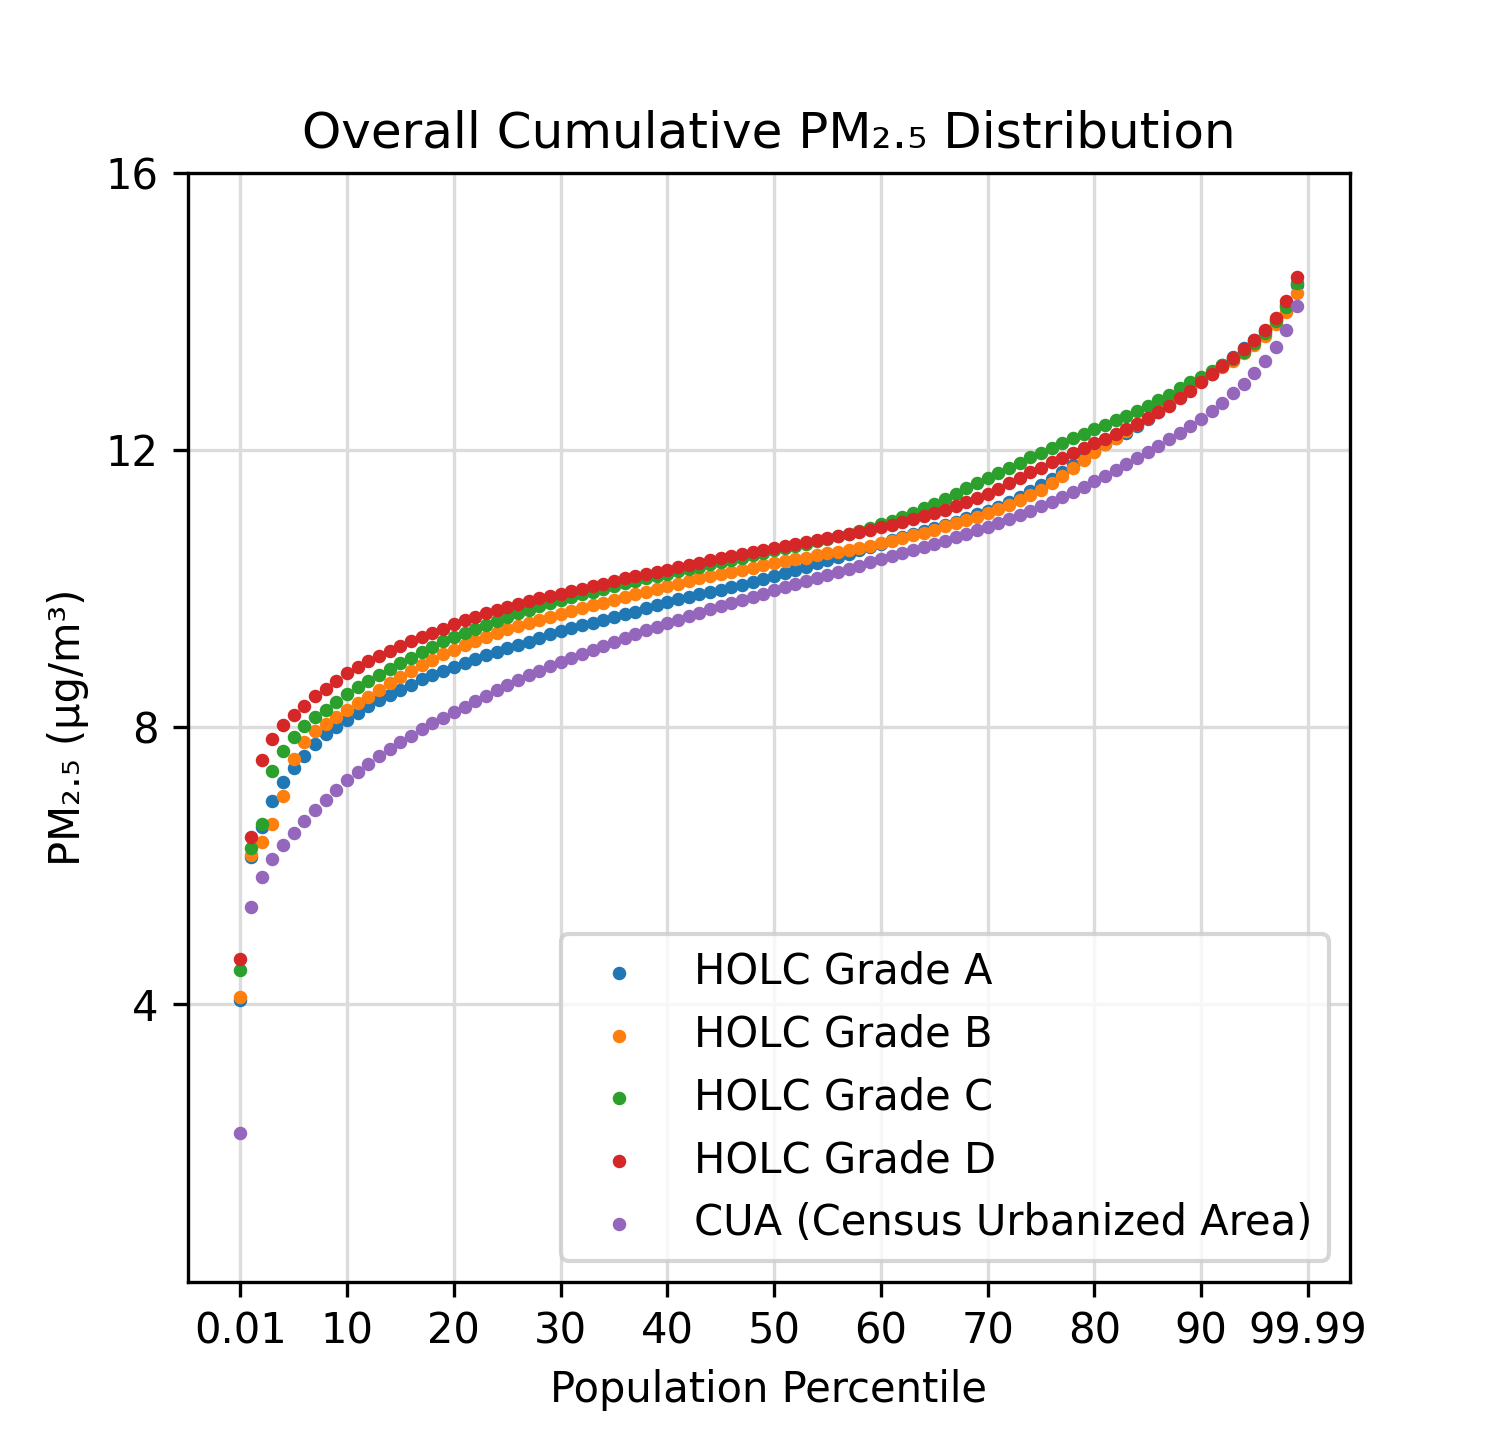 Overall Cumulative PM₂.₅ Distribution
16
12
8
4
PM₂.₅ (µg/m³)
HOLC Grade A
HOLC Grade B
HOLC Grade C
HOLC Grade D
CUA (Census Urbanized Area)
0.01 10 20 30 40 50 60 70 80 90 99.99
Population Percentile